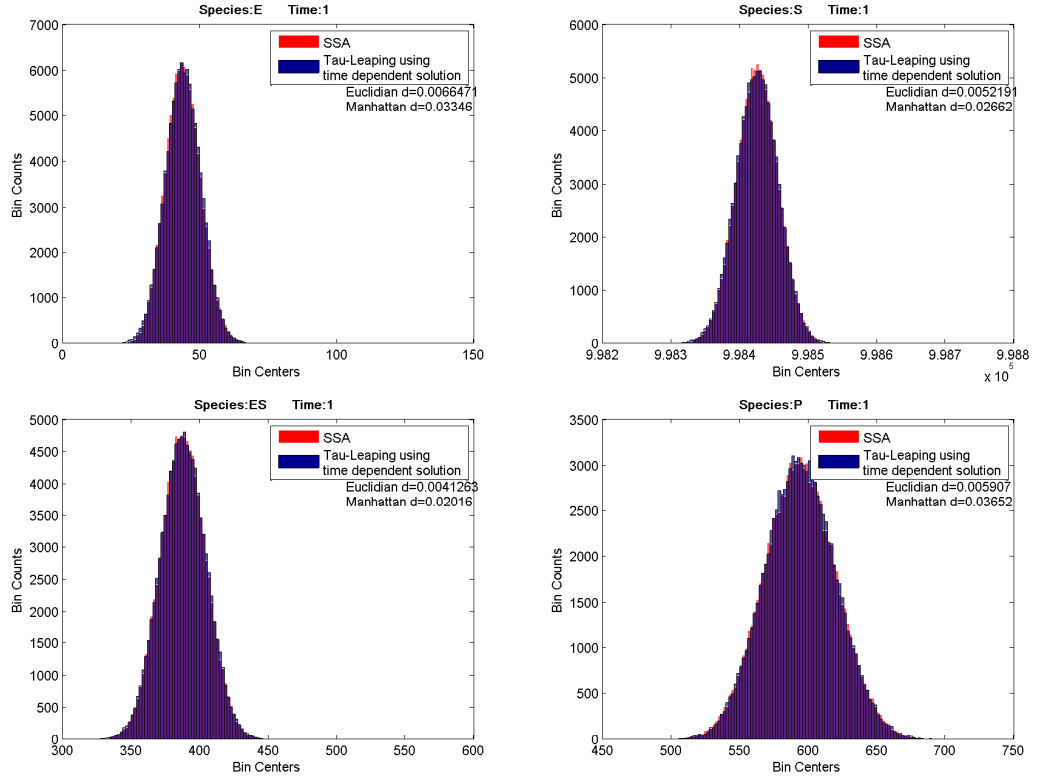 Species:E Time:1
7000
6000
5000
4000
3000
2000
1000
0
Bin Counts
SSA
Tau-Leaping using
time dependent solution
Euclidian d=0.0066471
Manhattan d=0.03346
0 50 100 150
Bin Centers
Species:S Time:1
6000
5000
4000
3000
2000
1000
0
Bin Counts
SSA
Tau-Leaping using
time dependent solution
Euclidian d=0.0052191
Manhattan d=0.02662
9.982 9.983 9.984 9.985 9.986 9.987 9.988
x 10^5
Bin Centers
Species:ES Time:1
5000
4500
4000
3500
3000
2500
2000
1500
1000
500
0
Bin Counts
SSA
Tau-Leaping using
time dependent solution
Euclidian d=0.0041263
Manhattan d=0.02016
300 350 400 450 500 550 600
Bin Centers
Species:P Time:1
3500
3000
2500
2000
1500
1000
500
0
Bin Counts
SSA
Tau-Leaping using
time dependent solution
Euclidian d=0.005907
Manhattan d=0.03652
450 500 550 600 650 700 750
Bin Centers